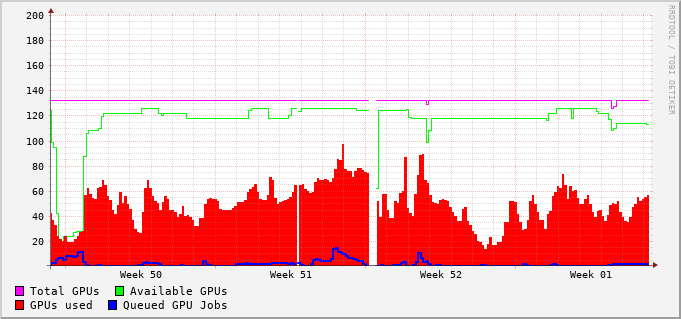 200
180
160
140
120
100
80
60
40
20
Week 50 Week 51 Week 52 Week 01
Total GPUs Available GPUs
GPUs used Queued GPU Jobs
RRDTOOL / TOBI OETIKER